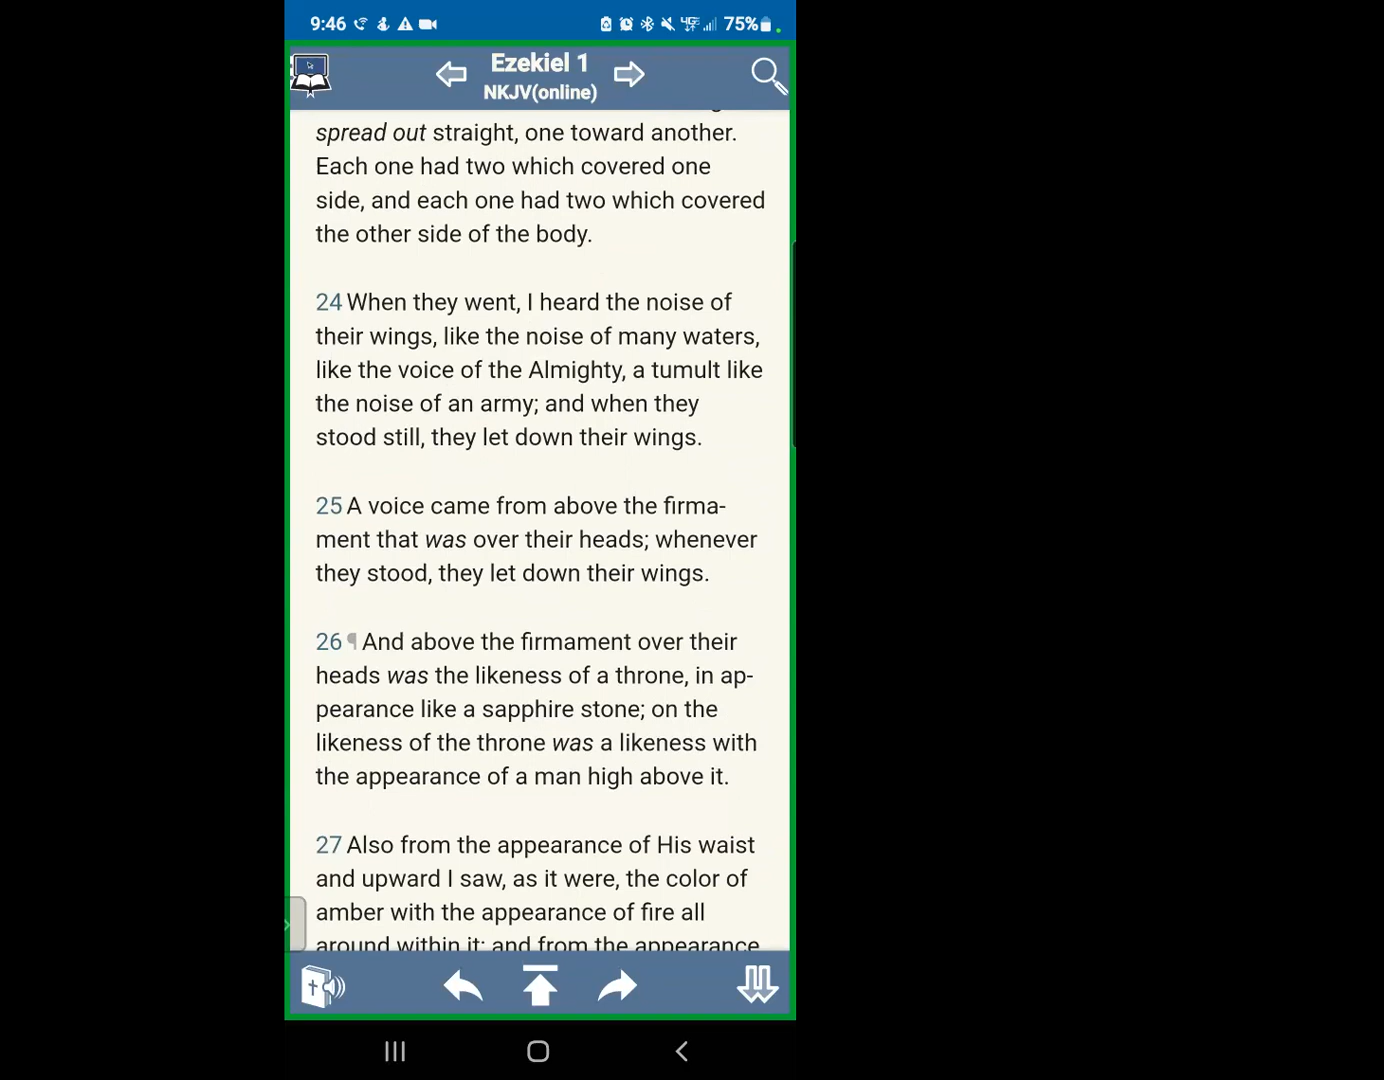 9:46 75%
Ezekiel 1
NKJV(online)
spread out straight, one toward another.
Each one had two which covered one
side, and each one had two which covered
the other side of the body.
24 When they went, I heard the noise of
their wings, like the noise of many waters,
like the voice of the Almighty, a tumult like
the noise of an army; and when they
stood still, they let down their wings.
25 A voice came from above the firma-
ment that was over their heads; whenever
they stood, they let down their wings.
26 ¶ And above the firmament over their
heads was the likeness of a throne, in ap-
pearance like a sapphire stone; on the
likeness of the throne was a likeness with
the appearance of a man high above it.
27 Also from the appearance of His waist
and upward I saw, as it were, the color of
amber with the appearance of fire all
around within it; and from the appearance